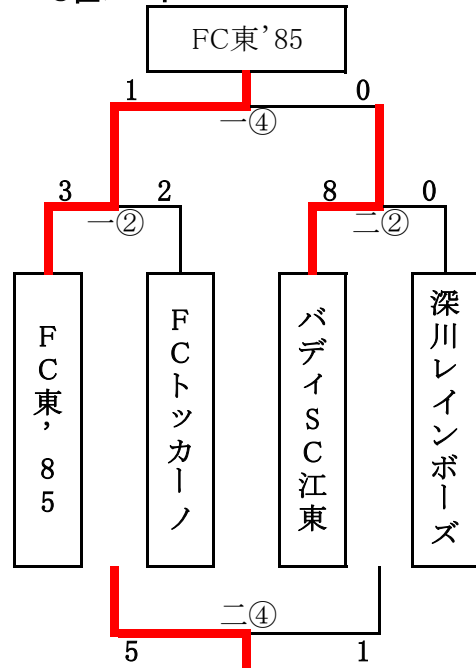 FC東’85
1 0
一④
3 2 8 0
一② 二②
FC東’85
FCトッカーノ
バディSC江東
深川レインボーズ
二④
5 1